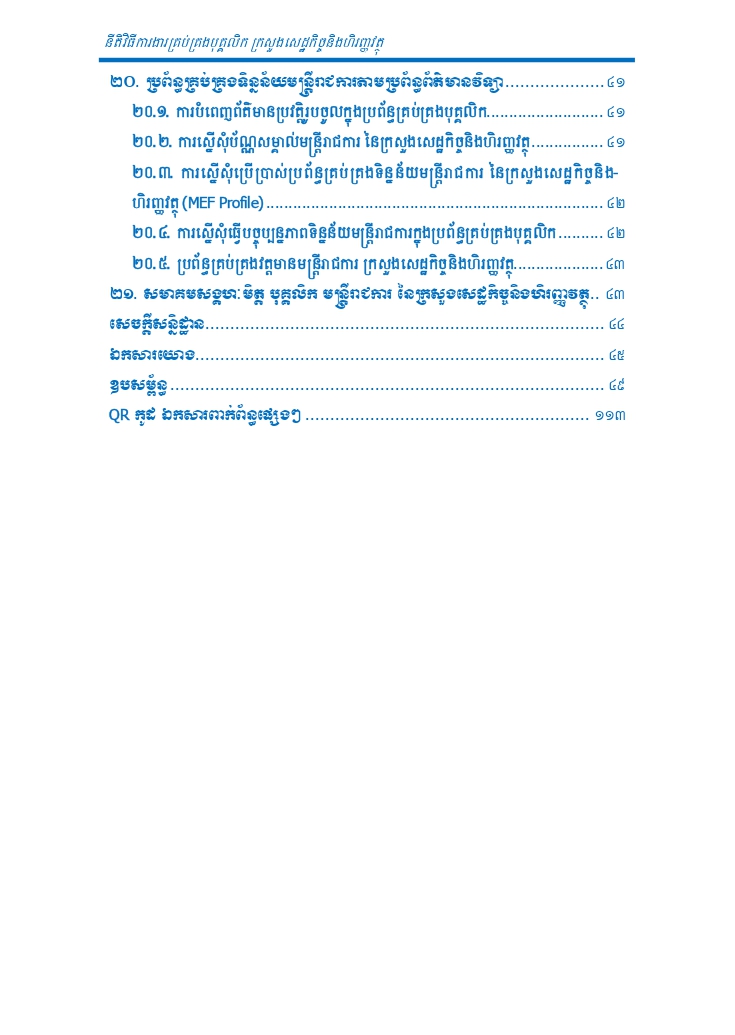 នីតិវិធីការងារគ្រប់គ្រងបុគ្គលិក ក្រសួងសេដ្ឋកិច្ចនិងហិរញ្ញវត្ថុ
២០. ប្រព័ន្ធគ្រប់គ្រងទិន្នន័យមន្ត្រីរាជការតាមប្រព័ន្ធព័ត៌មានវិទ្យា....................៤១
២០.១. ការបំពេញព័ត៌មានប្រវត្តិរូបចូលក្នុងប្រព័ន្ធគ្រប់គ្រងបុគ្គលិក.......................... ៤១
២០.២. ការស្នើសុំប័ណ្ណសម្គាល់មន្ត្រីរាជការ នៃក្រសួងសេដ្ឋកិច្ចនិងហិរញ្ញវត្ថុ................ ៤១
២០.៣. ការស្នើសុំប្រើប្រាស់ប្រព័ន្ធគ្រប់គ្រងទិន្នន័យមន្ត្រីរាជការ នៃក្រសួងសេដ្ឋកិច្ចនិង-
ហិរញ្ញវត្ថុ (MEF Profile) ........................................................................... ៤២
២០.៤. ការស្នើសុំធ្វើបច្ចុប្បន្នភាពទិន្នន័យមន្ត្រីរាជការក្នុងប្រព័ន្ធគ្រប់គ្រងបុគ្គលិក .......... ៤២
២០.៥. ប្រព័ន្ធគ្រប់គ្រងវត្តមានមន្ត្រីរាជការ ក្រសួងសេដ្ឋកិច្ចនិងហិរញ្ញវត្ថុ.................... ៤៣
២១. សមាគមសង្គហៈមិត្ត បុគ្គលិក មន្ត្រីរាជការ នៃក្រសួងសេដ្ឋកិច្ចនិងហិរញ្ញវត្ថុ.. ៤៣
សេចក្តីសន្និដ្ឋាន................................................................................ ៤៤
ឯកសារយោង.................................................................................. ៤៥
ឧបសម្ព័ន្ធ ....................................................................................... ៤៩
QR កូដ ឯកសារពាក់ព័ន្ធផ្សេងៗ ......................................................... ១១៣